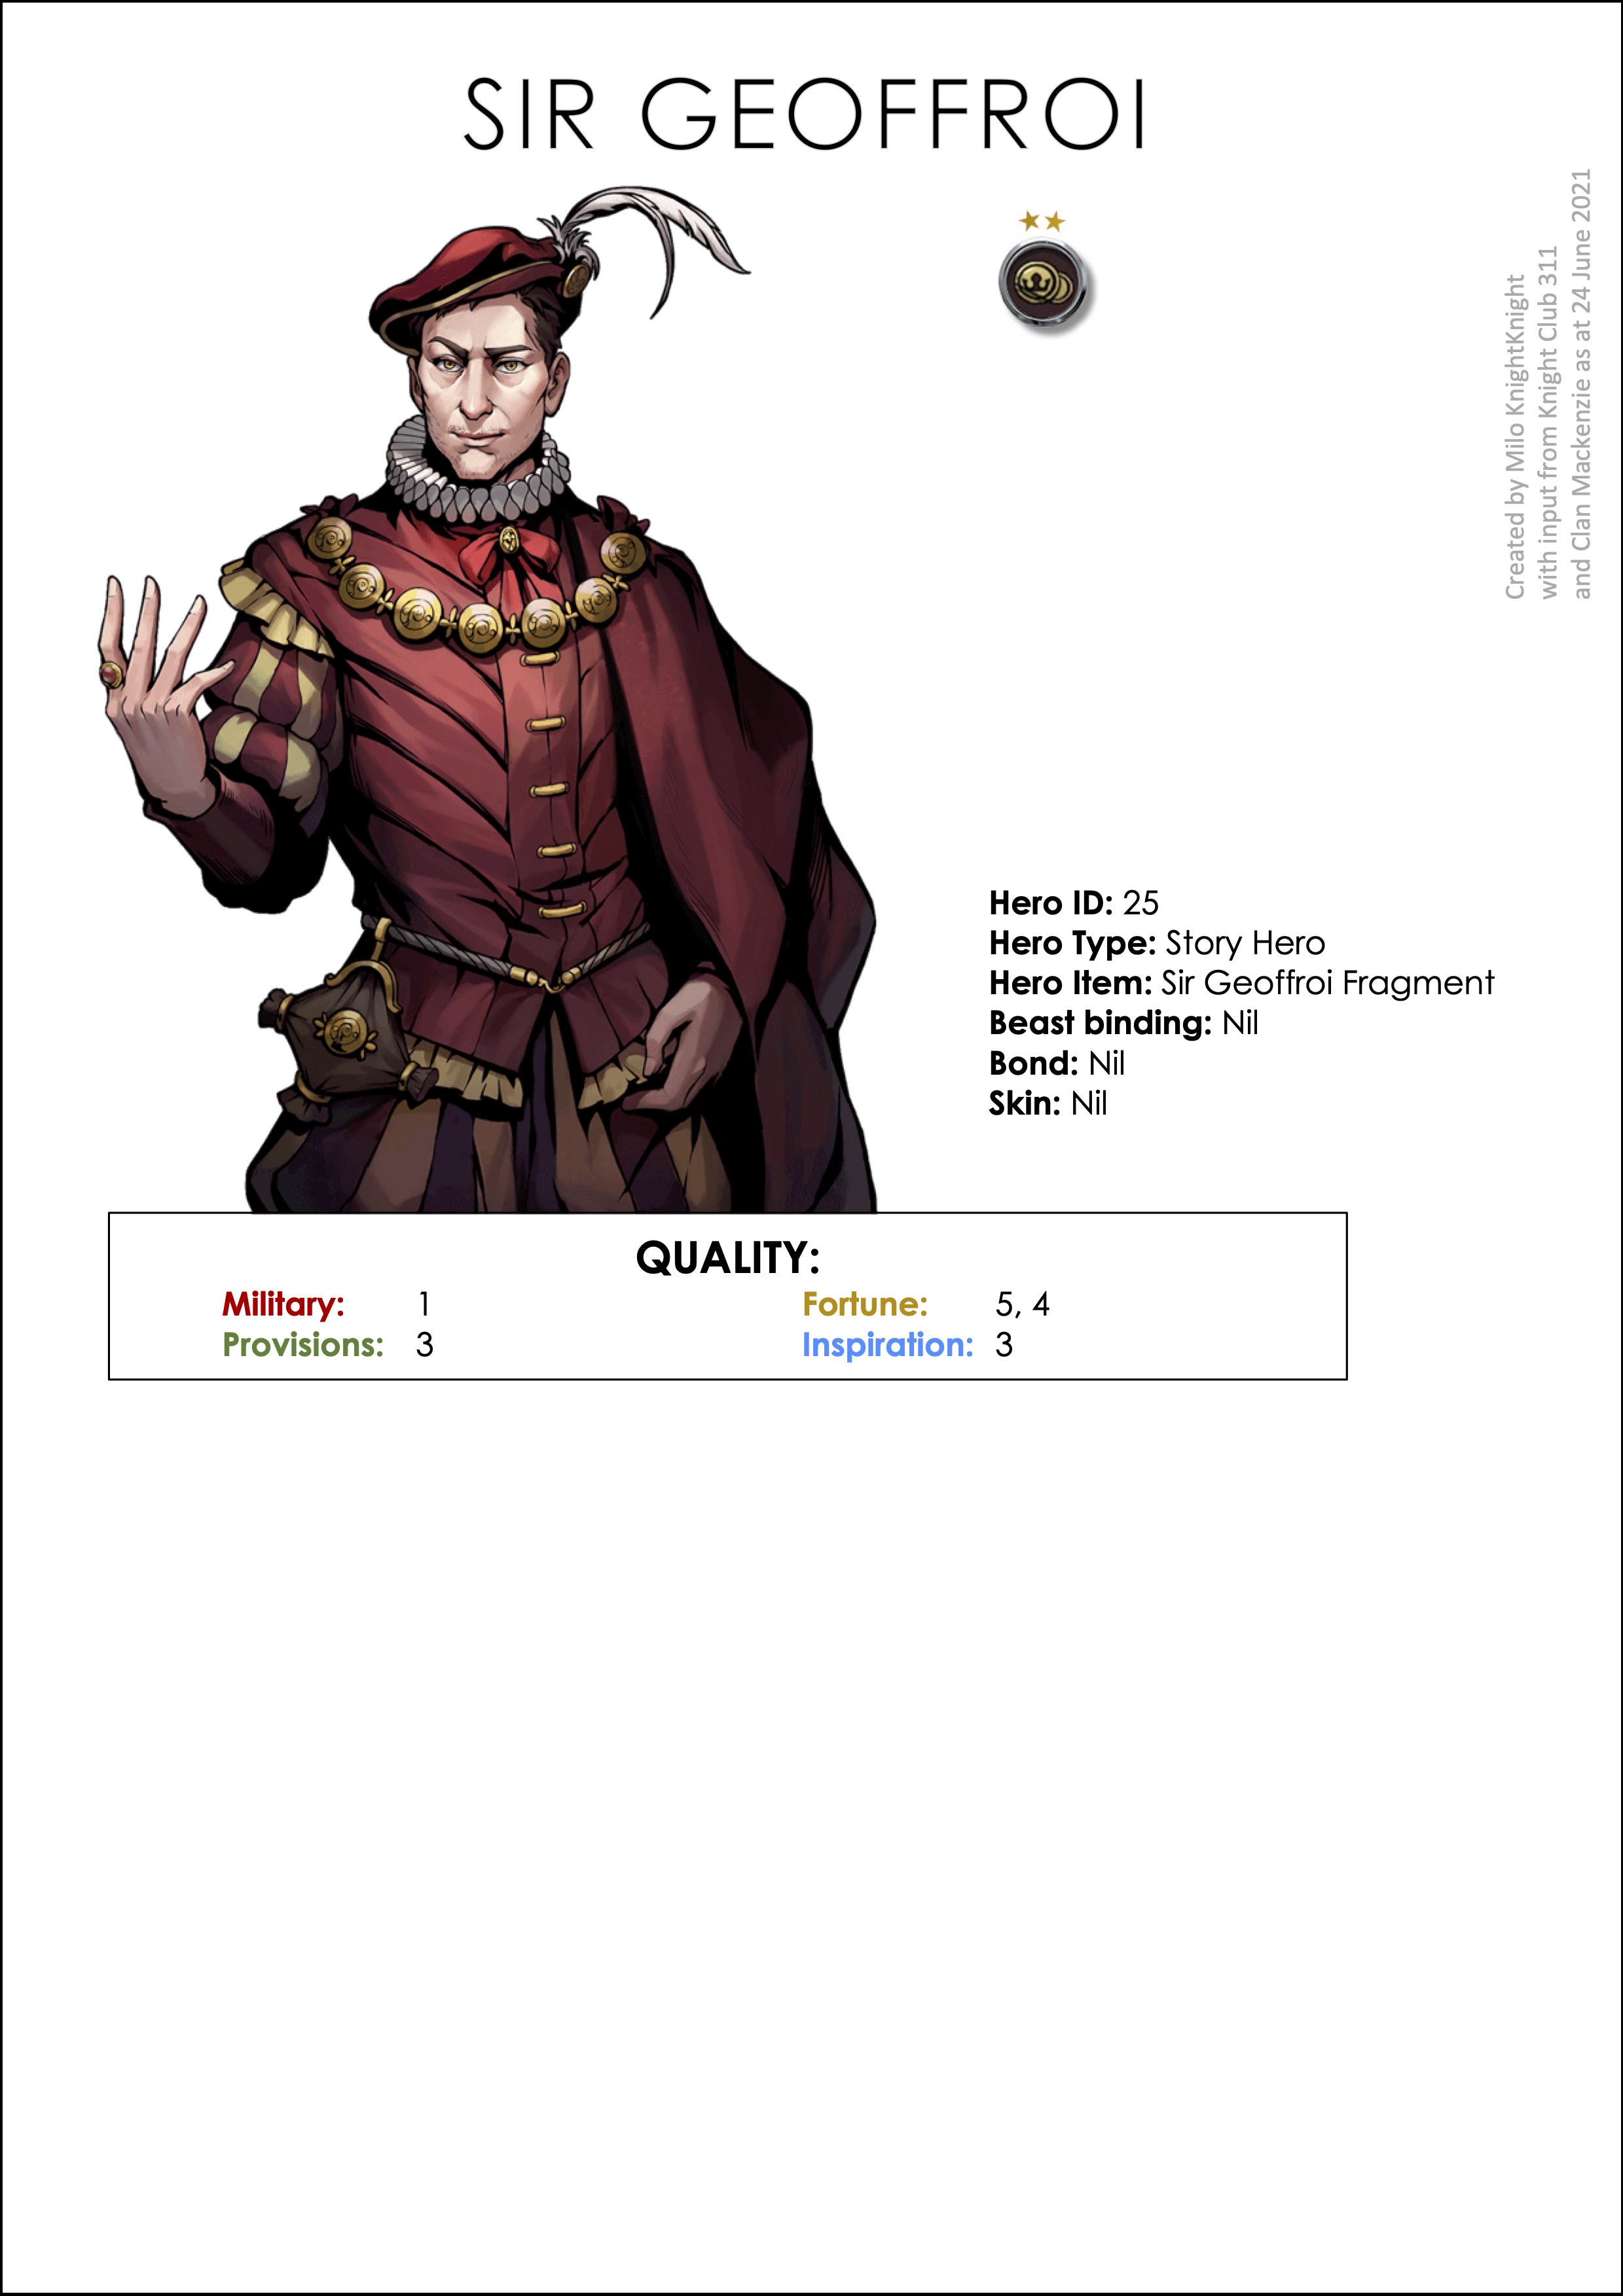 SIR GEOFFROI
Created by Milo KnightKnight
with input from Knight Club 311
and Clan Mackenzie as at 24 June 2021
Hero ID: 25
Hero Type: Story Hero
Hero Item: Sir Geoffroi Fragment
Beast binding: Nil
Bond: Nil
Skin: Nil
QUALITY:
Military: 1 Fortune: 5, 4
Provisions: 3 Inspiration: 3